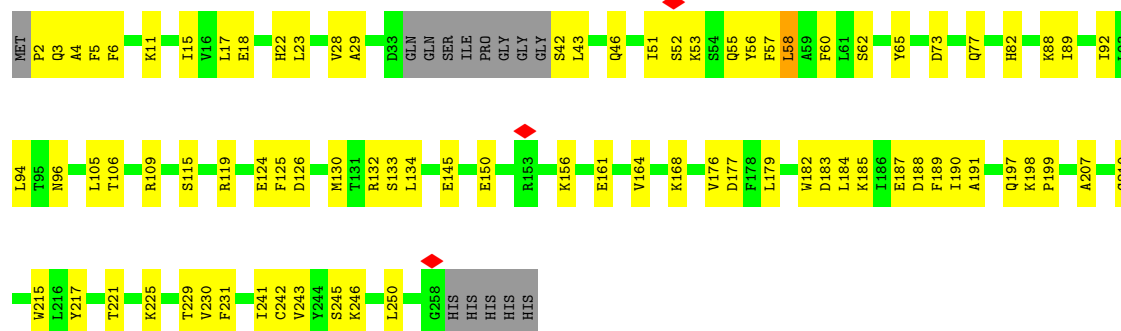 MET P2 Q3 A4 F5 F6 K11 I15 V16 L17 E18 H22 L23 V28 A29 D33 GLN GLN SER ILE PRO GLY GLY GLY S42 L43 Q46 I51 S52 K53 S54 Q55 Y56 F57 L58 A59 F60 L61 S62 Y65 D73 Q77 H82 K88 I89 I92
L94 T95 N96 L105 T106 R109 S115 R119 E124 F125 D126 M130 T131 R132 S133 L134 E145 E150 R153 K156 E161 V164 K168 V176 D177 F178 L179 W182 D183 L184 K185 I186 E187 D188 F189 I190 A191 Q197 K198 P199 A207
W215 L216 Y217 T221 K225 T229 V230 F231 I241 C242 V243 Y244 S245 K246 L250 G258 HIS HIS HIS HIS HIS